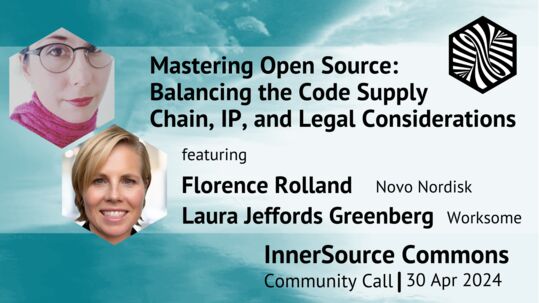 Mastering Open Source:
Balancing the Code Supply
Chain, IP, and Legal Considerations
featuring
Florence Rolland Novo Nordisk
Laura Jeffords Greenberg Worksome
InnerSource Commons
Community Call | 30 Apr 2024